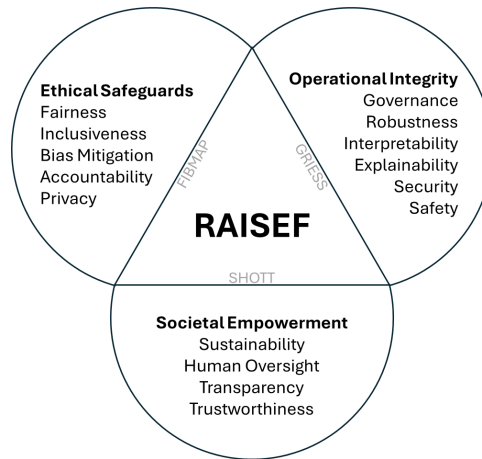 Ethical Safeguards
Fairness
Inclusiveness
Bias Mitigation
Accountability
Privacy
FIBMAP
Operational Integrity
Governance
Robustness
Interpretability
Explainability
Security
Safety
GRIESS
RAISEF
SHOTT
Societal Empowerment
Sustainability
Human Oversight
Transparency
Trustworthiness